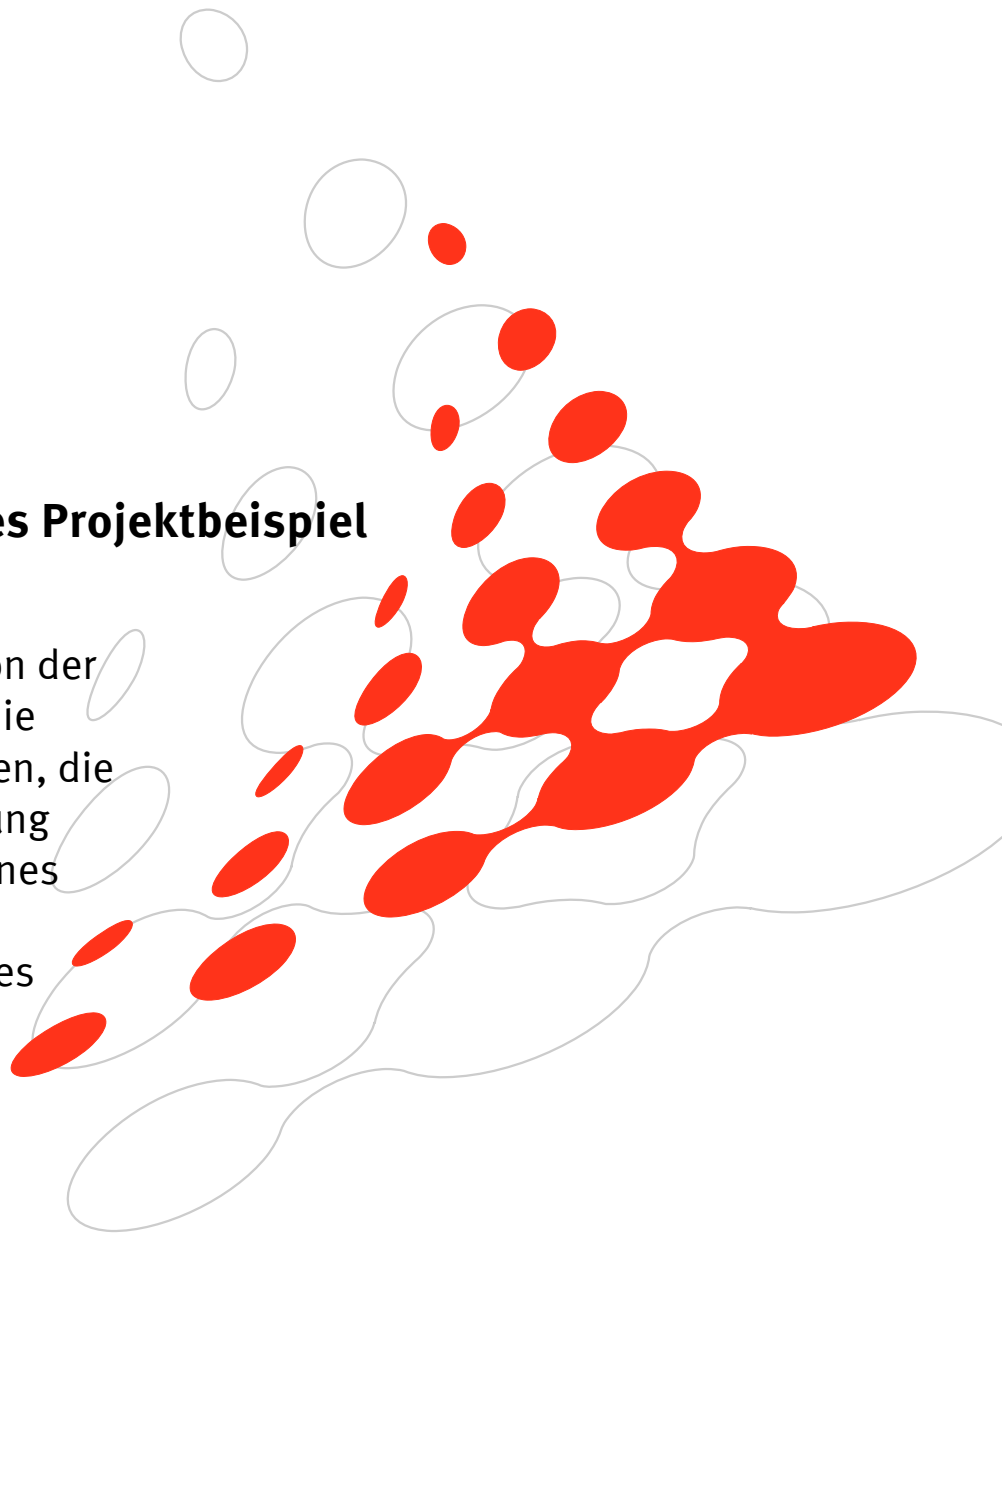 es Projektbeispiel
on der
ie
en, die
ung
nes
es